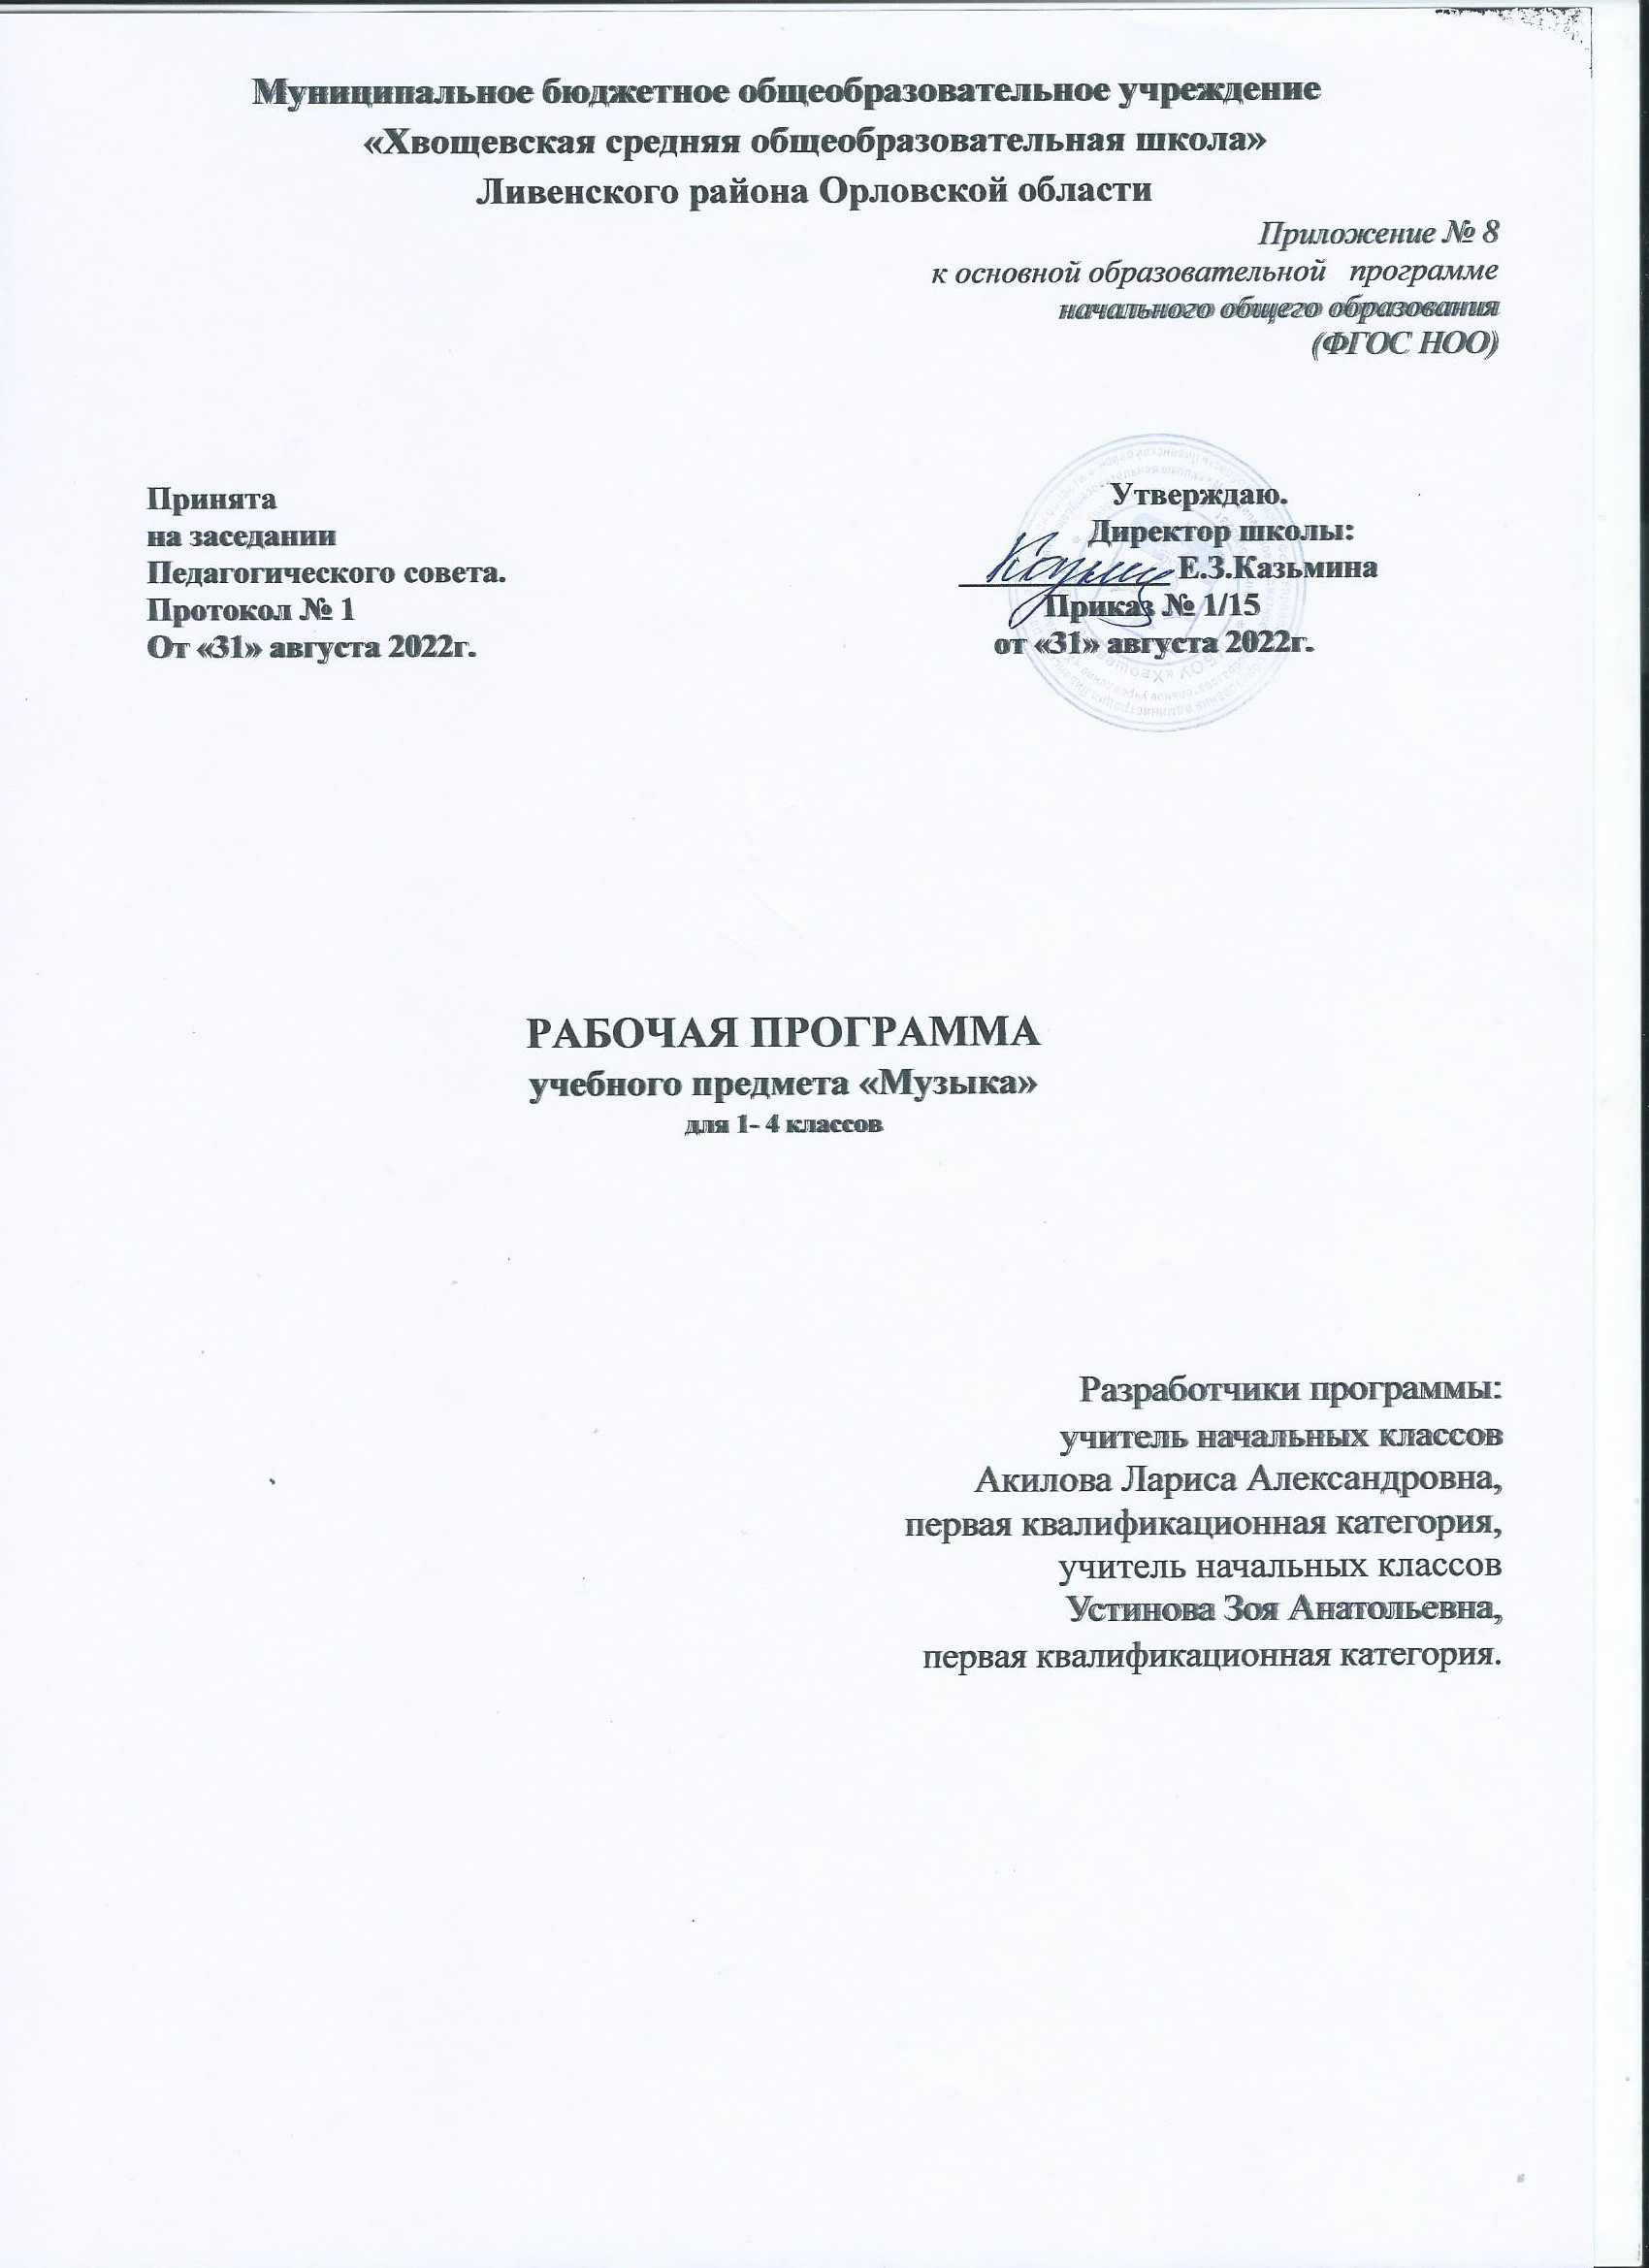 Муниципальное бюджетное общеобразовательное учреждение
«Хвощевская средняя общеобразовательная школа»
Ливенского района Орловской области
Приложение № 8
к основной образовательной программе
начального общего образования
(ФГОС НОО)
Принята
на заседании
Педагогического совета.
Протокол № 1
От «31» августа 2022г.
Утверждаю.
Директор школы:
Е.З.Казьмина
Приказ № 1/15
от «31» августа 2022г.
РАБОЧАЯ ПРОГРАММА
учебного предмета «Музыка»
для 1- 4 классов
Разработчики программы:
учитель начальных классов
Акилова Лариса Александровна,
первая квалификационная категория,
учитель начальных классов
Устинова Зоя Анатольевна,
первая квалификационная категория.